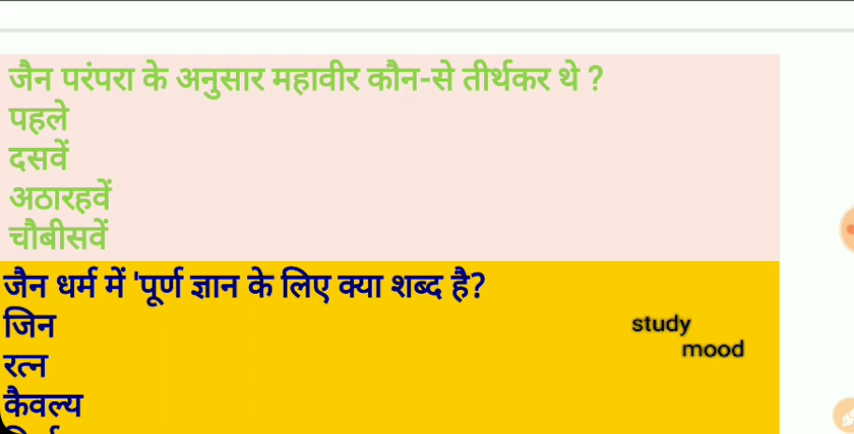 जैन परंपरा के अनुसार महावीर कौन-से तीर्थकर थे ?
पहले
दसवें
अठारहवें
चौबीसवें
जैन धर्म में 'पूर्ण ज्ञान के लिए क्या शब्द है?
जिन
रत्न
कैवल्य
study
mood